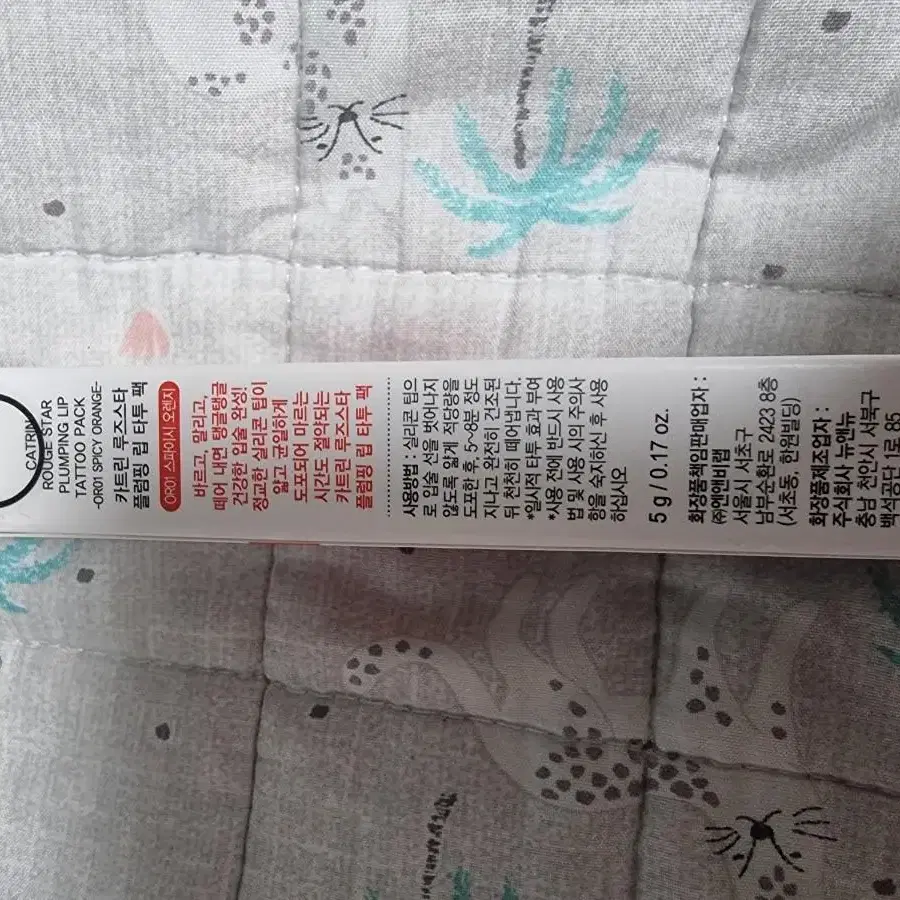 CATRIN
ROUGE STAR
PLUMPING LIP
TATTOO PACK
-OR01 SPICY ORANGE-
카트린 루즈스타
플럼핑 립 타투 팩
OR01 스파이시 오렌지
바르고, 말리고,
떼어 내면 탱글탱글
건강한 입술 완성!
정교한 실리콘 팁이
얇고 균일하게
도포되어 마르는
시간도 절약되는
카트린 루즈스타
플럼핑 립 타투 팩
사용방법 : 실리콘 팁으
로 입술 선을 벗어나지
않도록 얇게 적당량을
도포한 후, 5~8분 정도
지나고 완전히 건조된
뒤 천천히 떼어냅니다.
*일시적 타투 효과 부여
*사용 전에 반드시 사용
법 및 사용 시의 주의사
항들 숙지하신 후 사용
하십시오
5 g / 0.17 oz.
화장품책임판매업자 :
㈜에앤비법
서울시 서초구
남부순환로 2423 8층
(서초동, 한원빌딩)
화장품제조업자 :
주식회사 뉴앤뉴
충남 천안시 서북구
백석공단 1로 85